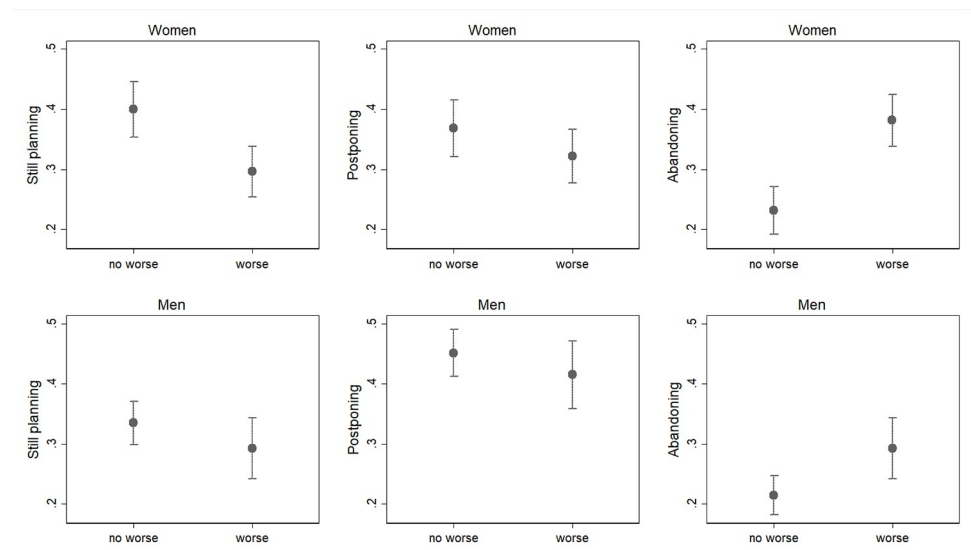 Women
Still planning
.5
.4
.3
.2
no worse worse
Women
Postponing
.5
.4
.3
.2
no worse worse
Women
Abandoning
.5
.4
.3
.2
no worse worse
Men
Still planning
.5
.4
.3
.2
no worse worse
Men
Postponing
.5
.4
.3
.2
no worse worse
Men
Abandoning
.5
.4
.3
.2
no worse worse